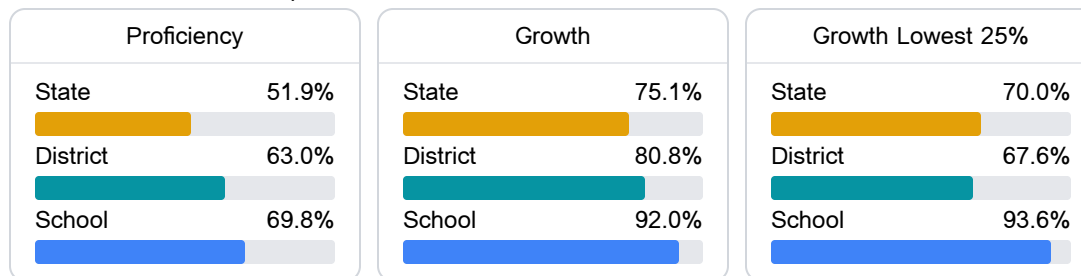 Proficiency
State 51.9%
District 63.0%
School 69.8%
Growth
State 75.1%
District 80.8%
School 92.0%
Growth Lowest 25%
State 70.0%
District 67.6%
School 93.6%